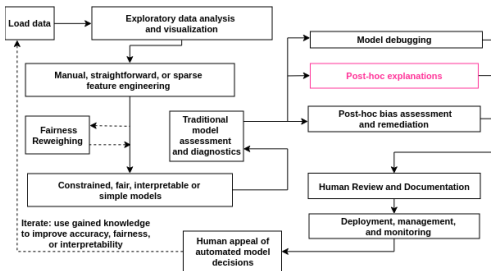 Load data
Exploratory data analysis
and visualization
Model debugging
Manual, straightforward, or sparse
feature engineering
Post-hoc explanations
Traditional
model
assessment
and diagnostics
Post-hoc bias assessment
and remediation
Fairness
Reweighing
Constrained, fair, interpretable or
simple models
Human Review and Documentation
Iterate: use gained knowledge
to improve accuracy, fairness,
or interpretability
Human appeal of
automated model
decisions
Deployment, management,
and monitoring